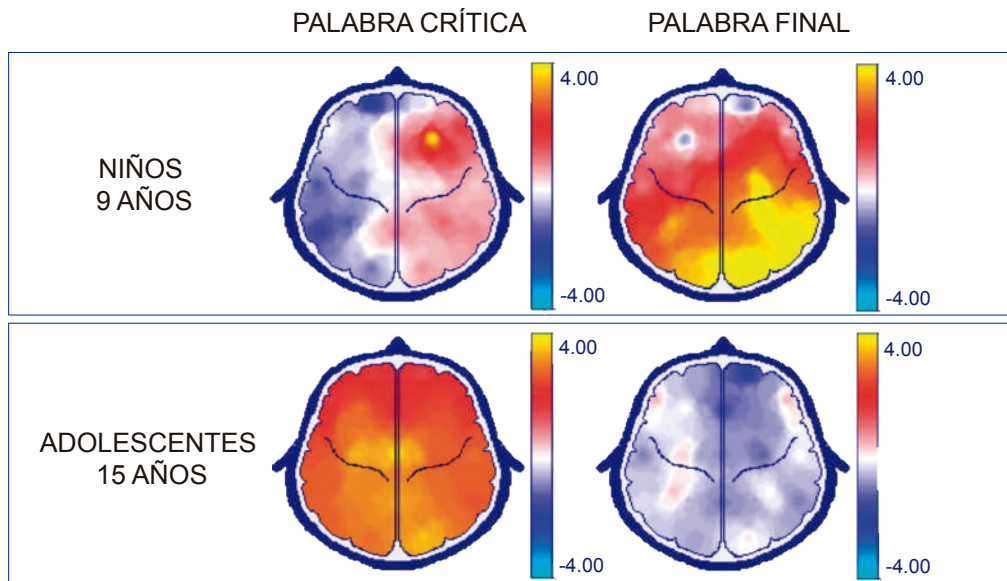 PALABRA CRÍTICA
PALABRA FINAL
NIÑOS
9 AÑOS
4.00
-4.00
4.00
-4.00
ADOLESCENTES
15 AÑOS
4.00
-4.00
4.00
-4.00